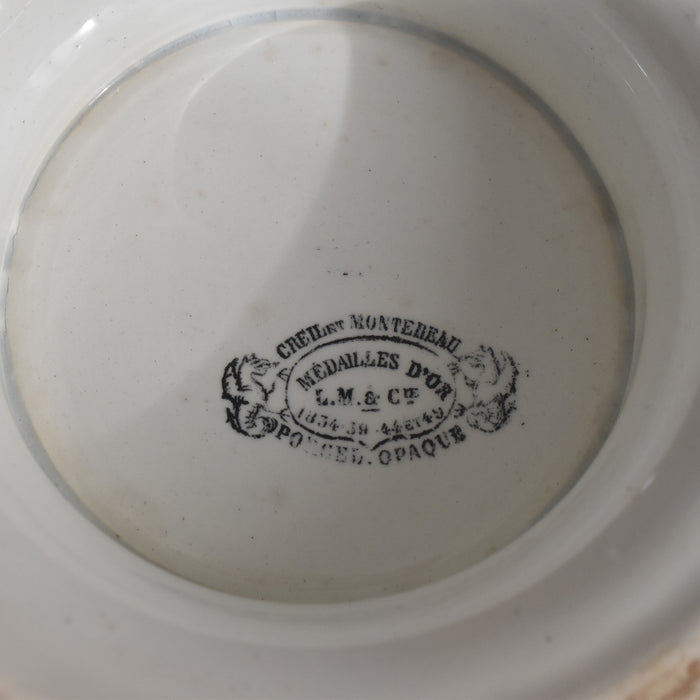 CREIL ET MONTEREAU
MÉDAILLES D'OR
L.M. & CIE
1834·39·44 ET 49
PORCEL. OPAQUE